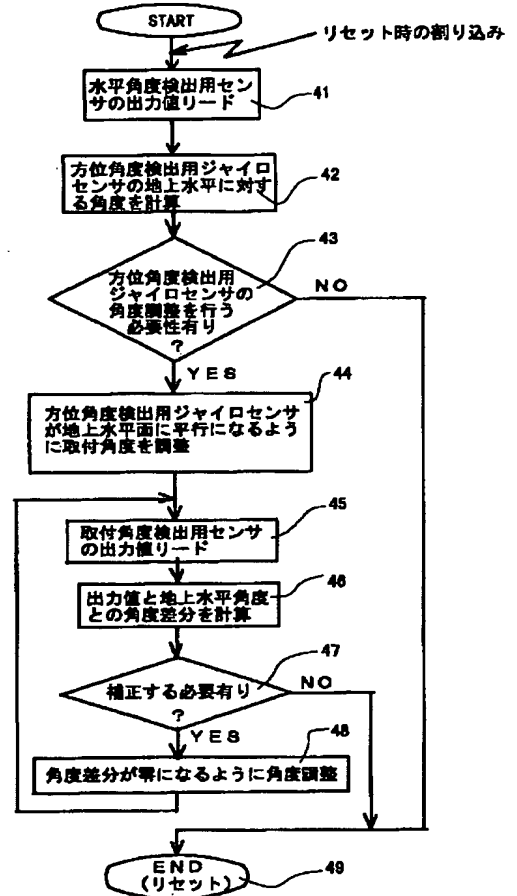 START
リセット時の割り込み
水平角度検出用セン
サの出力値リード
41
方位角度検出用ジャイロ
センサの地上水平に対す
る角度を計算
42
43
方位角度検出用
ジャイロセンサの
角度調整を行う
必要性有り
?
NO
YES
44
方位角度検出用ジャイロセンサ
が地上水平面に平行になるよう
に取付角度を調整
45
取付角度検出用センサ
の出力値リード
46
出力値と地上水平角度
との角度差分を計算
47
補正する必要有り
?
NO
YES
48
角度差分が零になるように角度調整
END
(リセット)
49